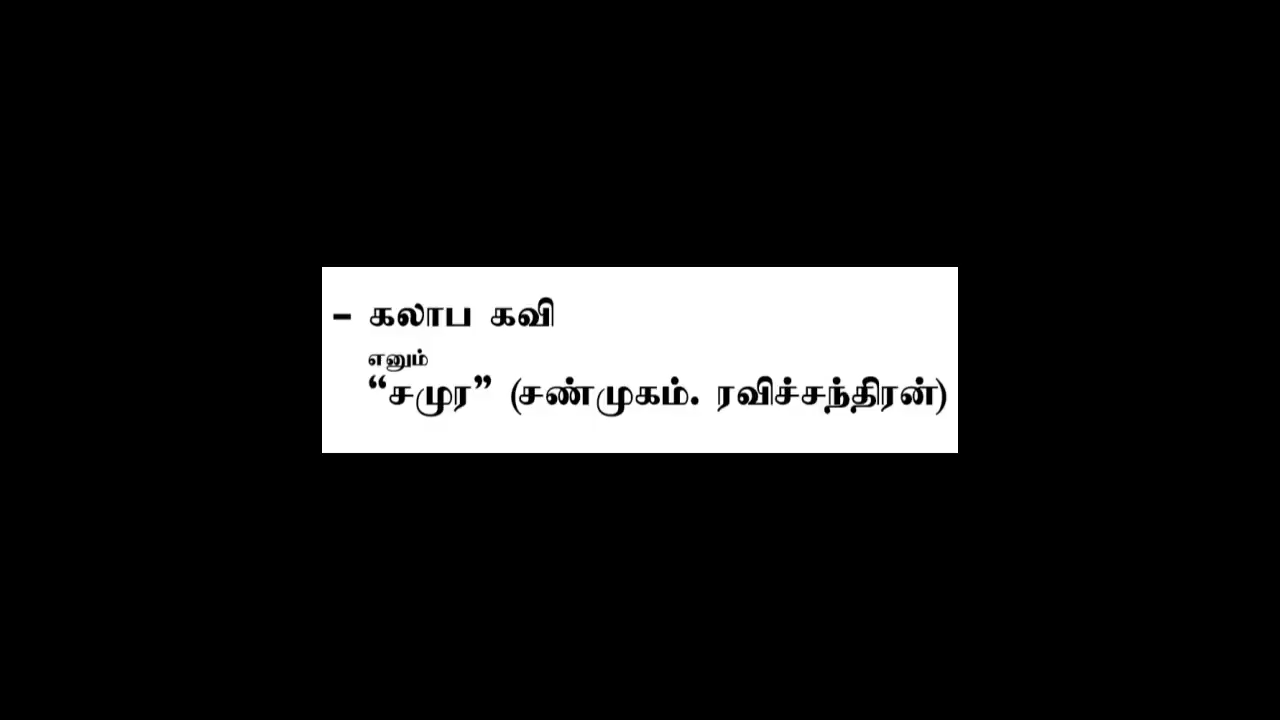 - கலாப கவி
எனும்
“சமுர” (சண்முகம். ரவிச்சந்திரன்)